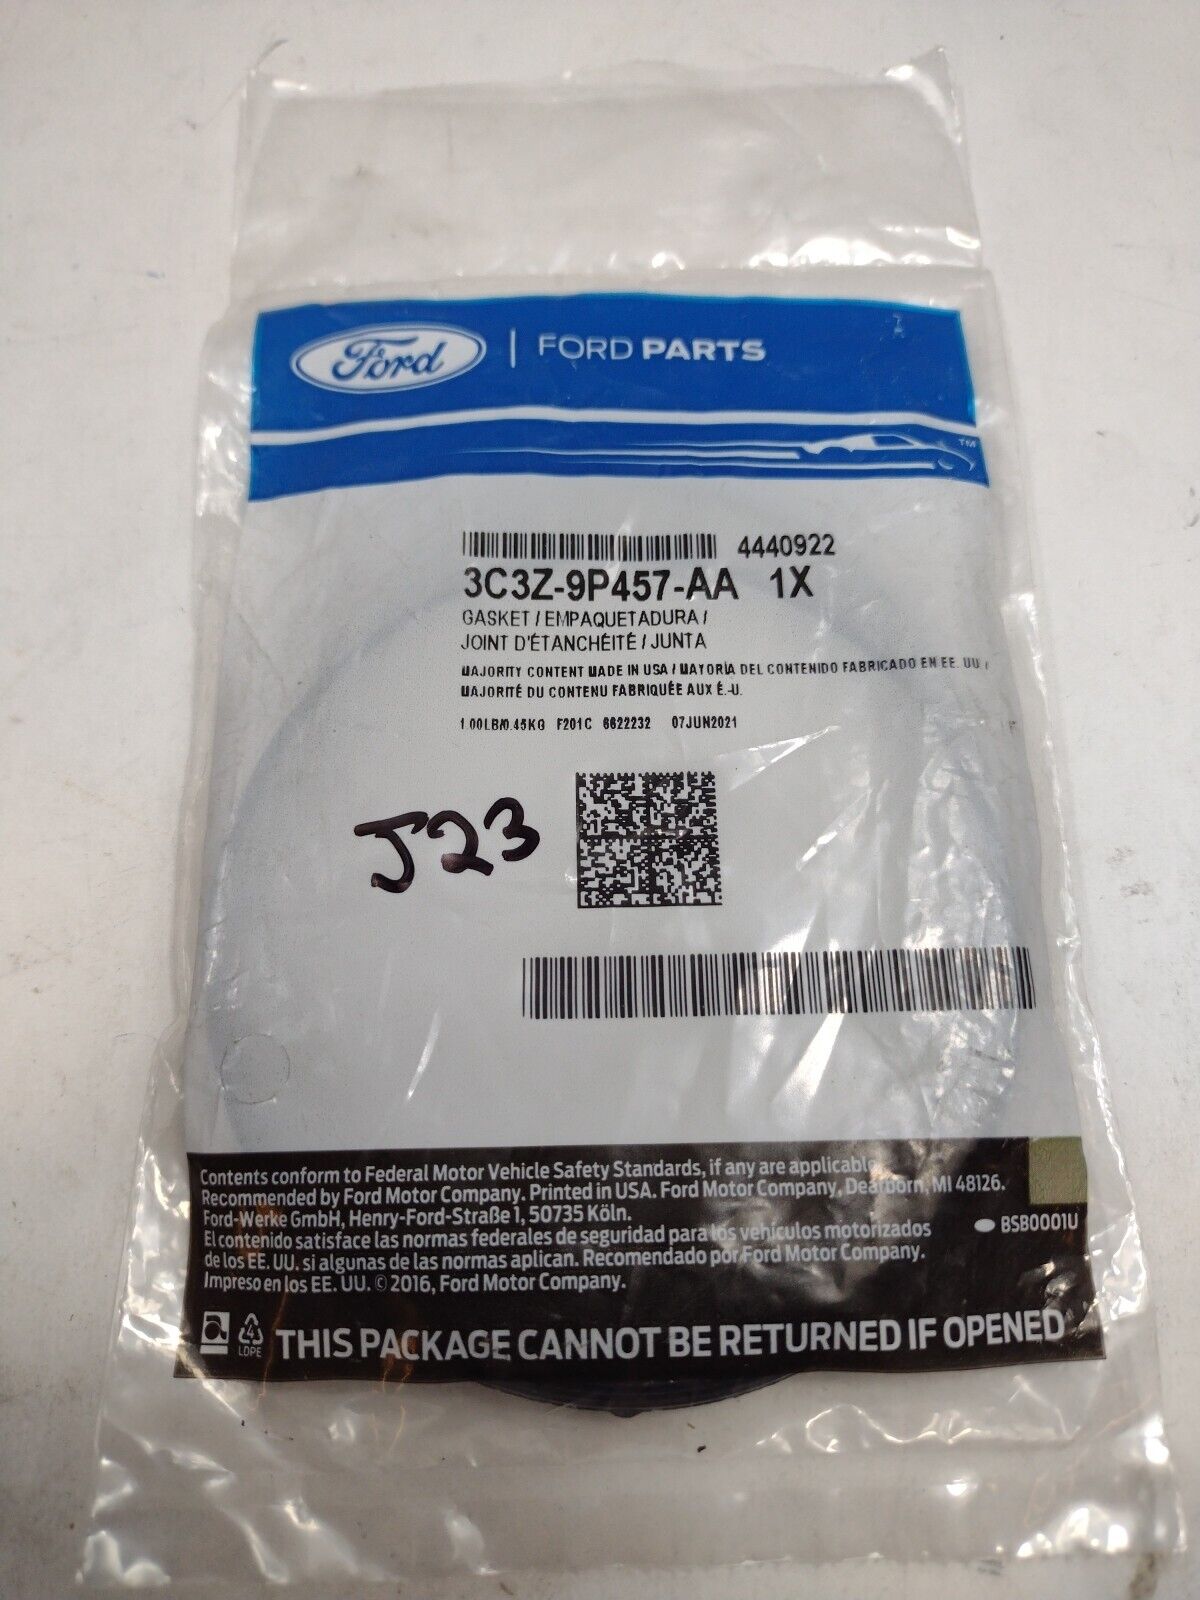 Ford | FORD PARTS
TM
4440922
3C3Z-9P457-AA 1X
GASKET / EMPAQUETADURA /
JOINT D'ÉTANCHÉITÉ / JUNTA
MAJORITY CONTENT MADE IN USA / MAYORÍA DEL CONTENIDO FABRICADO EN EE. UU. /
MAJORITÉ DU CONTENU FABRIQUÉE AUX É.-U.
1.00LB/0.45KG F201C 6622232 07JUN2021
J23
Contents conform to Federal Motor Vehicle Safety Standards, if any are applicable.
Recommended by Ford Motor Company. Printed in USA. Ford Motor Company, Dearborn, MI 48126.
Ford-Werke GmbH, Henry-Ford-Straße 1, 50735 Köln.
El contenido satisface las normas federales de seguridad para los vehículos motorizados
de los EE. UU. si algunas de las normas aplican. Recomendado por Ford Motor Company.
Impreso en los EE. UU. © 2016, Ford Motor Company.
BSB0001U
4
LDPE
THIS PACKAGE CANNOT BE RETURNED IF OPENED